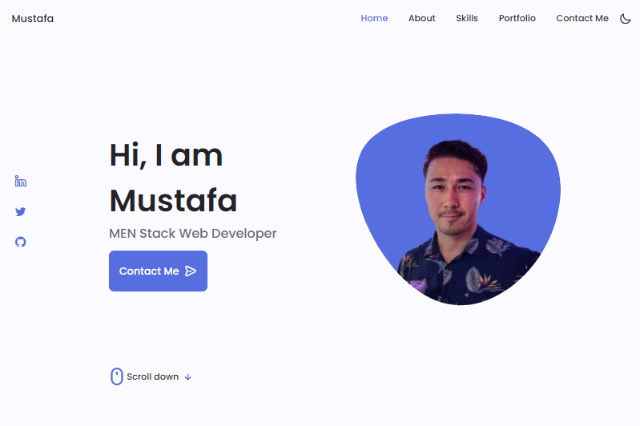 Mustafa
Home About Skills Portfolio Contact Me
Hi, I am
Mustafa
MEN Stack Web Developer
Contact Me
Scroll down